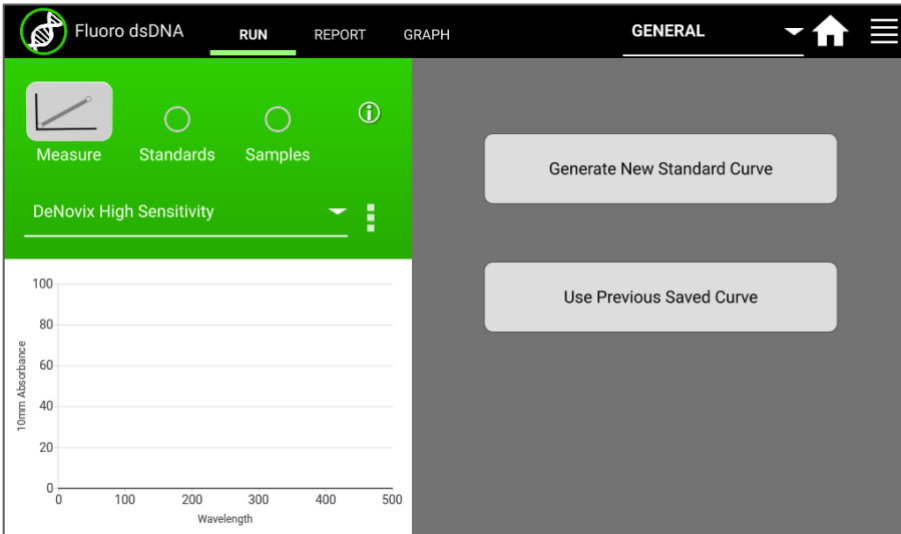 Fluoro dsDNA RUN REPORT GRAPH GENERAL
Measure Standards Samples
DeNovix High Sensitivity
Generate New Standard Curve
Use Previous Saved Curve
100
80
60
40
20
0
10mm Absorbance
0 100 200 300 400 500
Wavelength